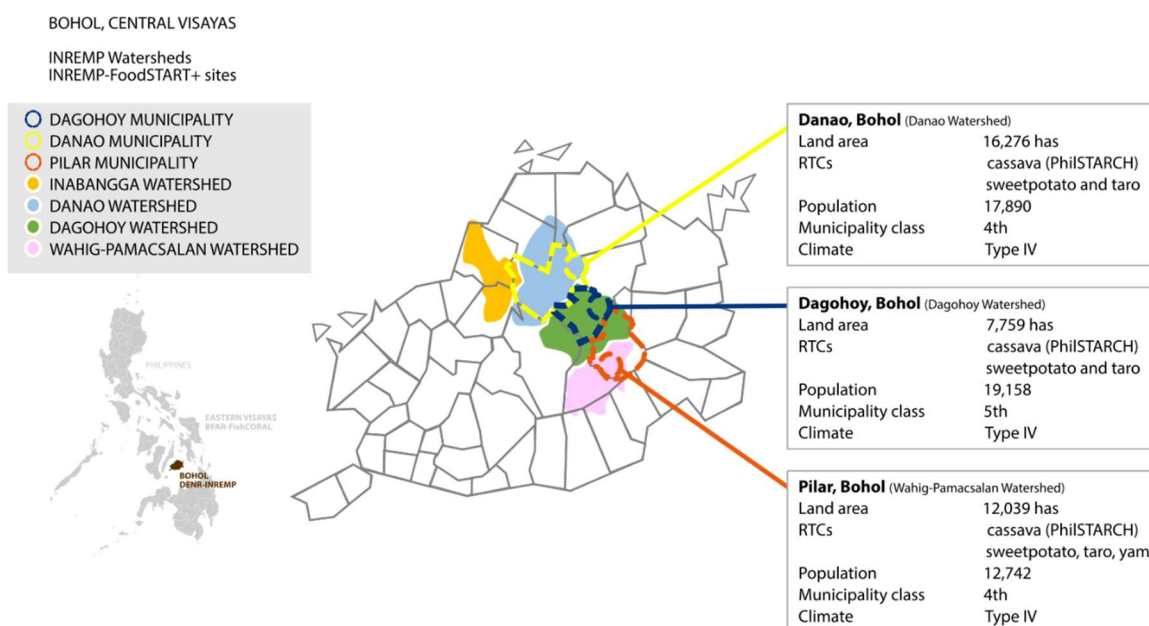 BOHOL, CENTRAL VISAYAS
INREMP Watersheds
INREMP-FoodSTART+ sites
DAGOHOY MUNICIPALITY
DANAO MUNICIPALITY
PILAR MUNICIPALITY
INABANGGA WATERSHED
DANAO WATERSHED
DAGOHOY WATERSHED
WAHIG-PAMACSALAN WATERSHED
PHILIPPINES
EASTERN VISAYAS
BFAR-FishCORAL
BOHOL
DENR-INREMP
Danao, Bohol (Danao Watershed)
Land area 16,276 has
RTCs cassava (PhilSTARCH)
sweetpotato and taro
Population 17,890
Municipality class 4th
Climate Type IV
Dagohoy, Bohol (Dagohoy Watershed)
Land area 7,759 has
RTCs cassava (PhilSTARCH)
sweetpotato and taro
Population 19,158
Municipality class 5th
Climate Type IV
Pilar, Bohol (Wahig-Pamacsalan Watershed)
Land area 12,039 has
RTCs cassava (PhilSTARCH)
sweetpotato, taro, yam
Population 12,742
Municipality class 4th
Climate Type IV